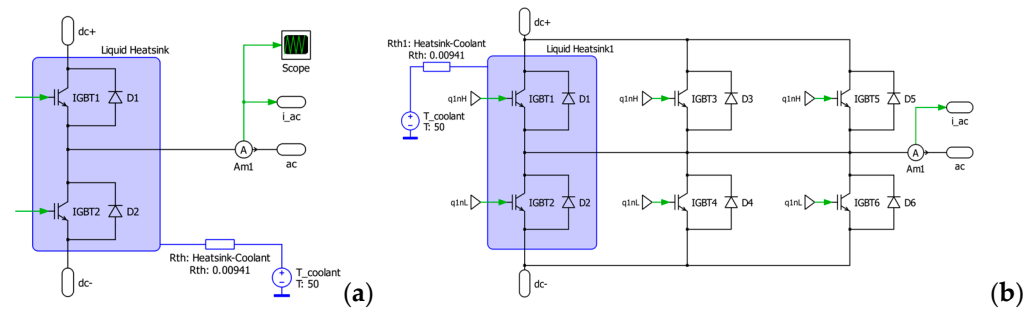 dc+
Liquid Heatsink
IGBT1
D1
Scope
i_ac
A
Am1
ac
IGBT2
D2
Rth: Heatsink-Coolant
Rth: 0.00941
T_coolant
T: 50
dc-
(a)
dc+
Rth1: Heatsink-Coolant
Rth: 0.00941
Liquid Heatsink1
T_coolant
T: 50
q1nH
IGBT1
D1
q1nH
IGBT3
D3
q1nH
IGBT5
D5
i_ac
A
Am1
ac
q1nL
IGBT2
D2
q1nL
IGBT4
D4
q1nL
IGBT6
D6
dc-
(b)